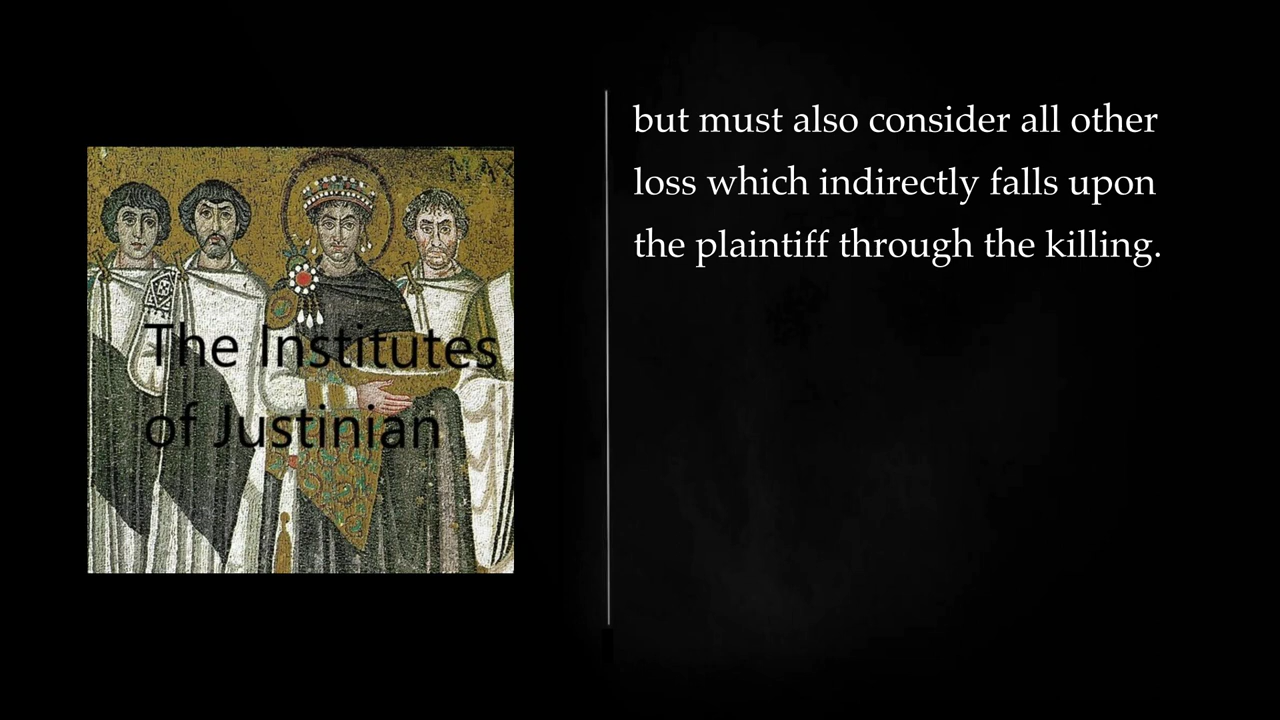 MAX
The Institutes
of Justinian
but must also consider all other
loss which indirectly falls upon
the plaintiff through the killing.